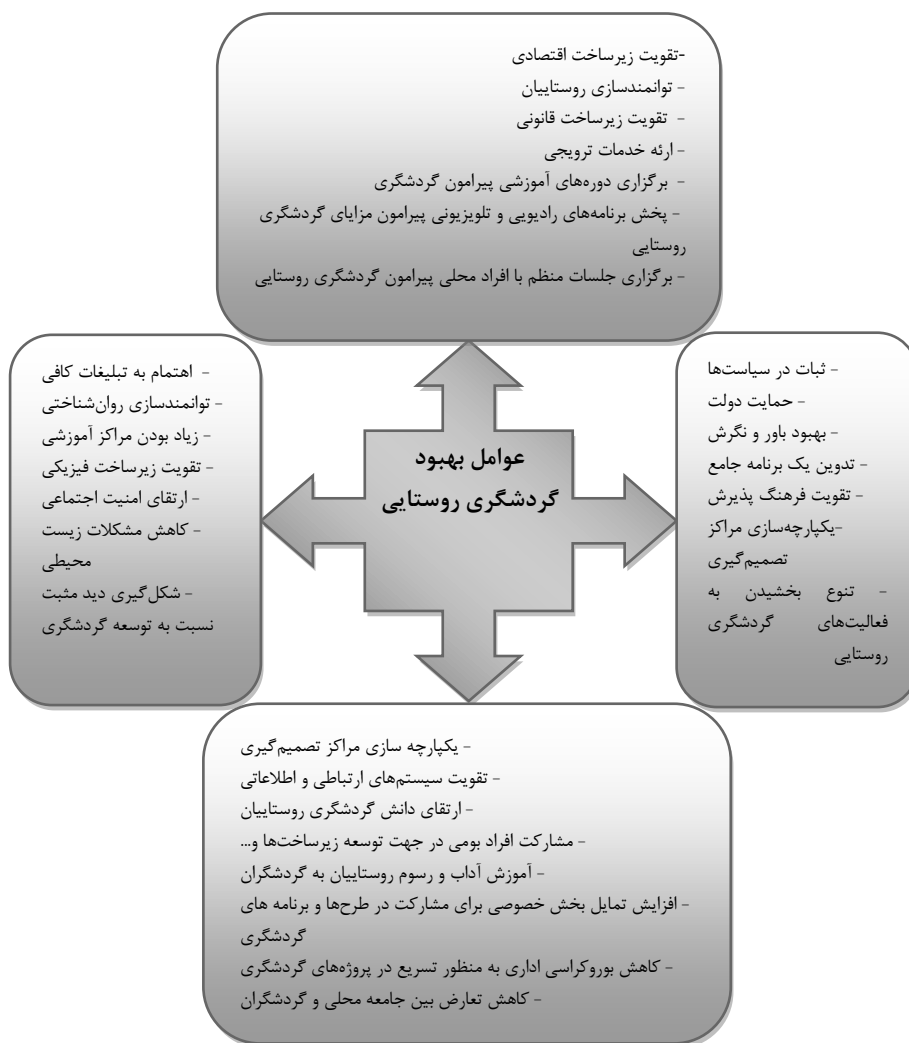 -تقویت زیرساخت اقتصادی
- توانمندسازی روستاییان
- تقویت زیرساخت قانونی
- ارئه خدمات ترویجی
- برگزاری دوره‌های آموزشی پیرامون گردشگری
- پخش برنامه‌های رادیویی و تلویزیونی پیرامون مزایای گردشگری
روستایی
- برگزاری جلسات منظم با افراد محلی پیرامون گردشگری روستایی
- ثبات در سیاست‌ها
- حمایت دولت
- بهبود باور و نگرش
- تدوین یک برنامه جامع
- تقویت فرهنگ پذیرش
-یکپارچه‌سازی مراکز
تصمیم‌گیری
- تنوع بخشیدن به
فعالیت‌های گردشگری
روستایی
عوامل بهبود
گردشگری روستایی
- اهتمام به تبلیغات کافی
- توانمندسازی روان‌شناختی
- زیاد بودن مراکز آموزشی
- تقویت زیرساخت فیزیکی
- ارتقای امنیت اجتماعی
- کاهش مشکلات زیست
محیطی
- شکل‌گیری دید مثبت
نسبت به توسعه گردشگری
- یکپارچه سازی مراکز تصمیم‌گیری
- تقویت سیستم‌های ارتباطی و اطلاعاتی
- ارتقای دانش گردشگری روستاییان
- مشارکت افراد بومی در جهت توسعه زیرساخت‌ها و...
- آموزش آداب و رسوم روستاییان به گردشگران
- افزایش تمایل بخش خصوصی برای مشارکت در طرح‌ها و برنامه های
گردشگری
- کاهش بوروکراسی اداری به منظور تسریع در پروژه‌های گردشگری
- کاهش تعارض بین جامعه محلی و گردشگران